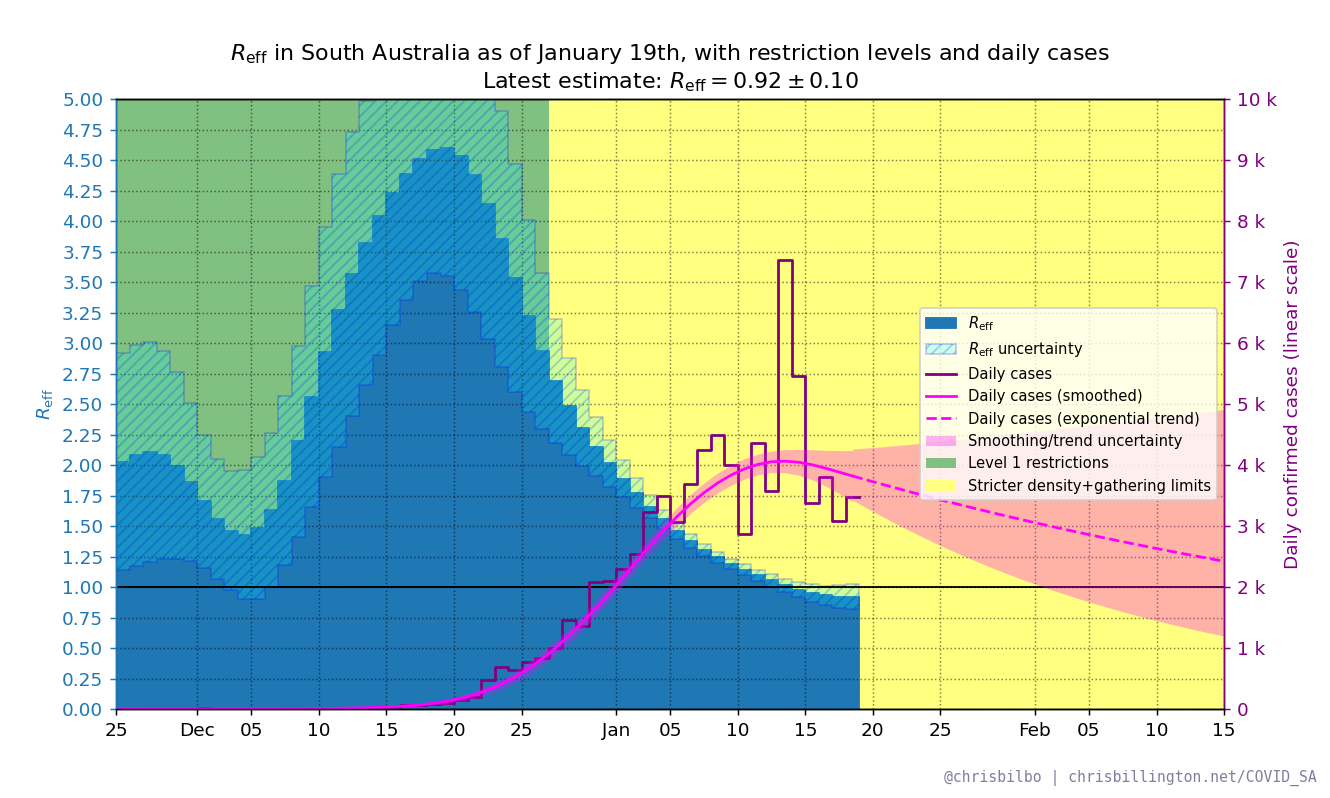 Reff in South Australia as of January 19th, with restriction levels and daily cases
Latest estimate: Reff = 0.92 ± 0.10
5.00
4.75
4.50
4.25
4.00
3.75
3.50
3.25
3.00
2.75
2.50
2.25
2.00
1.75
1.50
1.25
1.00
0.75
0.50
0.25
0.00
Reff
10 k
9 k
8 k
7 k
6 k
5 k
4 k
3 k
2 k
1 k
0
Daily confirmed cases (linear scale)
Reff
Reff uncertainty
Daily cases
Daily cases (smoothed)
Daily cases (exponential trend)
Smoothing/trend uncertainty
Level 1 restrictions
Stricter density+gathering limits
25 Dec 05 10 15 20 25 Jan 05 10 15 20 25 Feb 05 10 15
@chrisbilbo | chrisbillington.net/COVID_SA